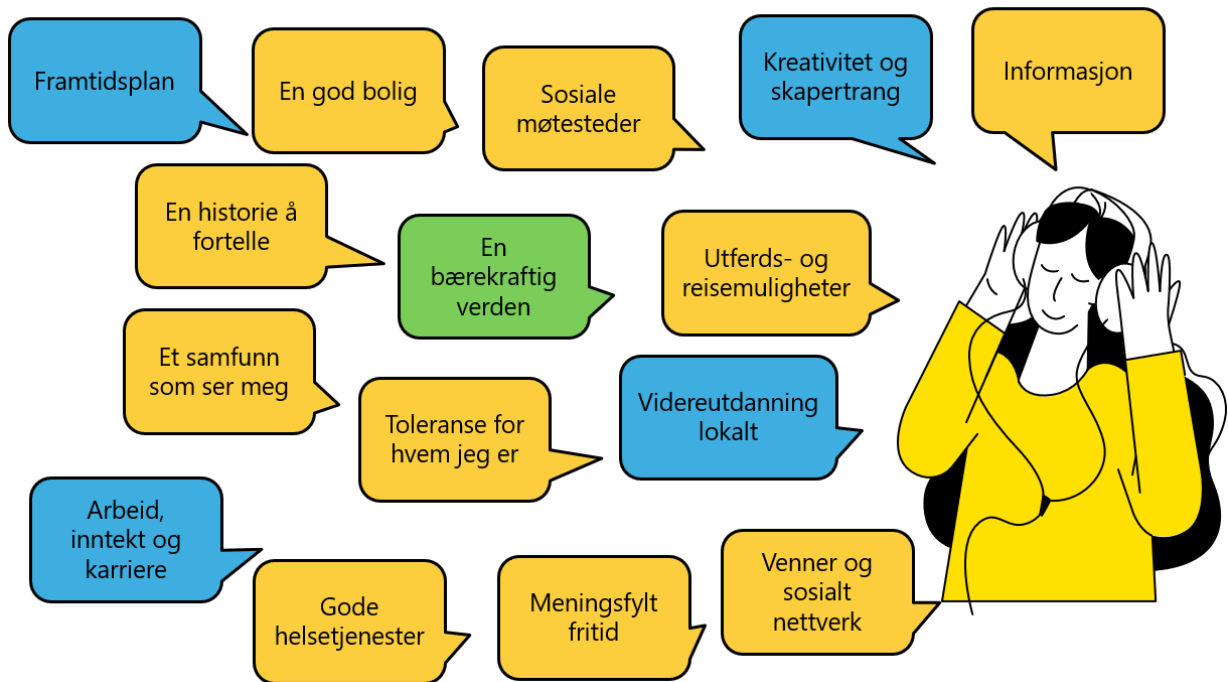 Framtidsplan
En god bolig
Sosiale
møtesteder
Kreativitet og
skapertrang
Informasjon
En historie å
fortelle
En
bærekraftig
verden
Utferds- og
reisemuligheter
Et samfunn
som ser meg
Toleranse for
hvem jeg er
Videreutdanning
lokalt
Arbeid,
inntekt og
karriere
Gode
helsetjenester
Meningsfylt
fritid
Venner og
sosialt
nettverk